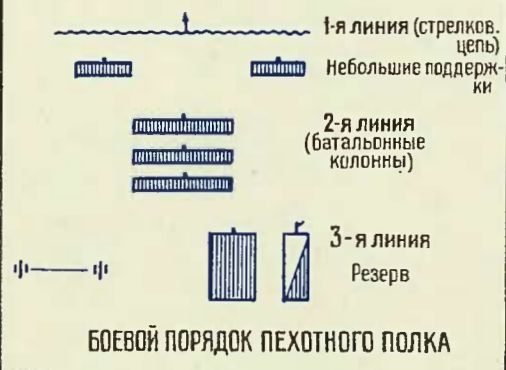 1-я линия (стрелков.
цепь)
Небольшие поддерж-
ки
2-я линия
(батальонные
колонны)
3-я линия
Резерв
БОЕВОЙ ПОРЯДОК ПЕХОТНОГО ПОЛКА